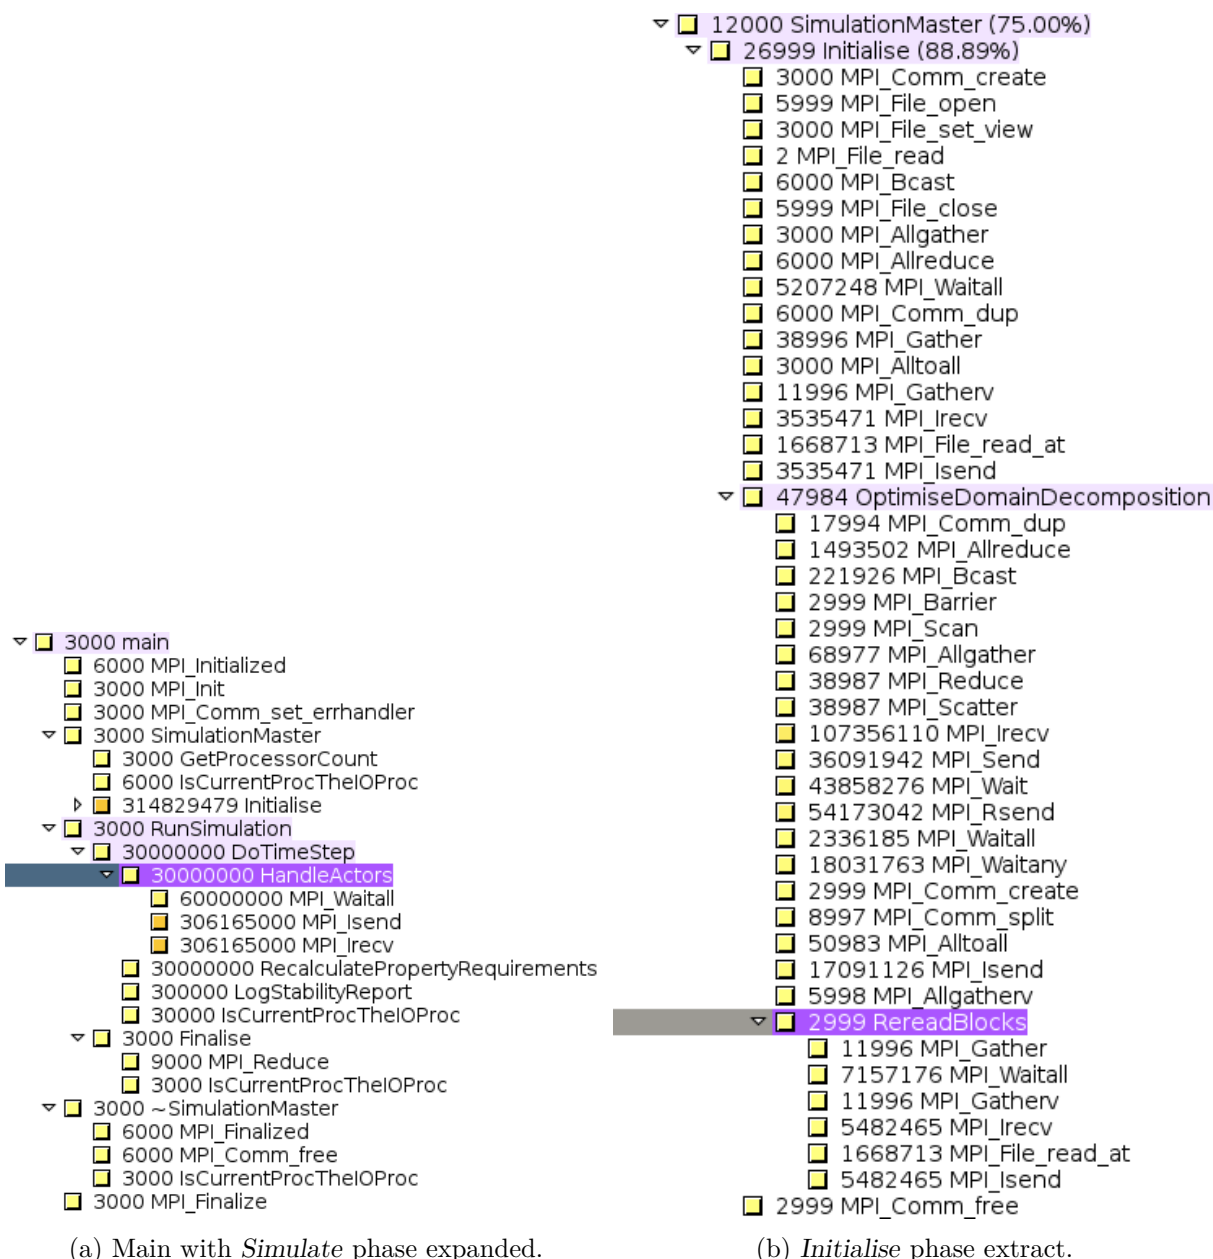 3000 main
6000 MPI_Initialized
3000 MPI_Init
3000 MPI_Comm_set_errhandler
3000 SimulationMaster
3000 GetProcessorCount
6000 IsCurrentProcTheIOProc
314829479 Initialise
3000 RunSimulation
30000000 DoTimeStep
30000000 HandleActors
60000000 MPI_Waitall
306165000 MPI_Isend
306165000 MPI_Irecv
30000000 RecalculatePropertyRequirements
300000 LogStabilityReport
30000 IsCurrentProcTheIOProc
3000 Finalise
9000 MPI_Reduce
3000 IsCurrentProcTheIOProc
3000 ~SimulationMaster
6000 MPI_Finalized
6000 MPI_Comm_free
3000 IsCurrentProcTheIOProc
3000 MPI_Finalize
(a) Main with Simulate phase expanded.
12000 SimulationMaster (75.00%)
26999 Initialise (88.89%)
3000 MPI_Comm_create
5999 MPI_File_open
3000 MPI_File_set_view
2 MPI_File_read
6000 MPI_Bcast
5999 MPI_File_close
3000 MPI_Allgather
6000 MPI_Allreduce
5207248 MPI_Waitall
6000 MPI_Comm_dup
38996 MPI_Gather
3000 MPI_Alltoall
11996 MPI_Gatherv
3535471 MPI_Irecv
1668713 MPI_File_read_at
3535471 MPI_Isend
47984 OptimiseDomainDecomposition
17994 MPI_Comm_dup
1493502 MPI_Allreduce
221926 MPI_Bcast
2999 MPI_Barrier
2999 MPI_Scan
68977 MPI_Allgather
38987 MPI_Reduce
38987 MPI_Scatter
107356110 MPI_Irecv
36091942 MPI_Send
43858276 MPI_Wait
54173042 MPI_Rsend
2336185 MPI_Waitall
18031763 MPI_Waitany
2999 MPI_Comm_create
8997 MPI_Comm_split
50983 MPI_Alltoall
17091126 MPI_Isend
5998 MPI_Allgatherv
2999 RereadBlocks
11996 MPI_Gather
7157176 MPI_Waitall
11996 MPI_Gatherv
5482465 MPI_Irecv
1668713 MPI_File_read_at
5482465 MPI_Isend
2999 MPI_Comm_free
(b) Initialise phase extract.